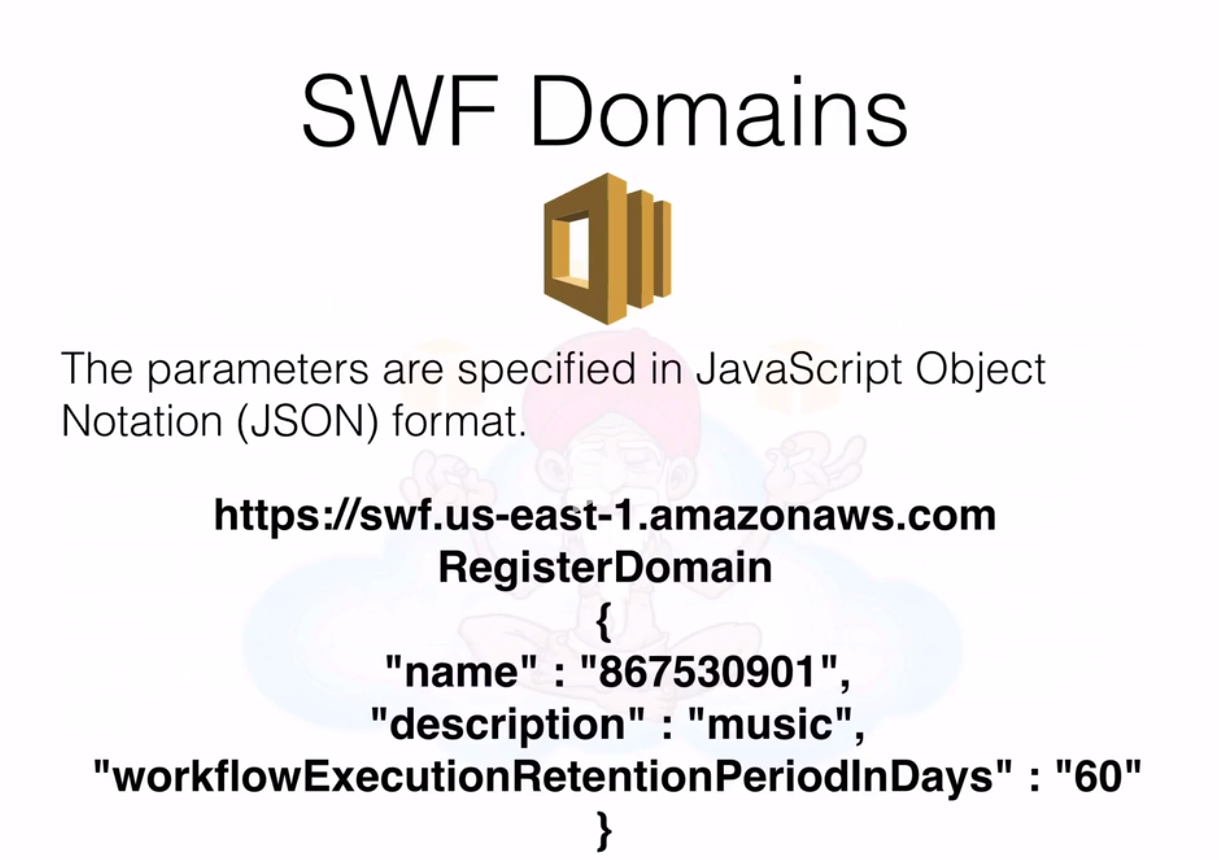 SWF Domains
The parameters are specified in JavaScript Object
Notation (JSON) format.
https://swf.us-east-1.amazonaws.com
RegisterDomain
{
"name" : "867530901",
"description" : "music",
"workflowExecutionRetentionPeriodInDays" : "60"
}